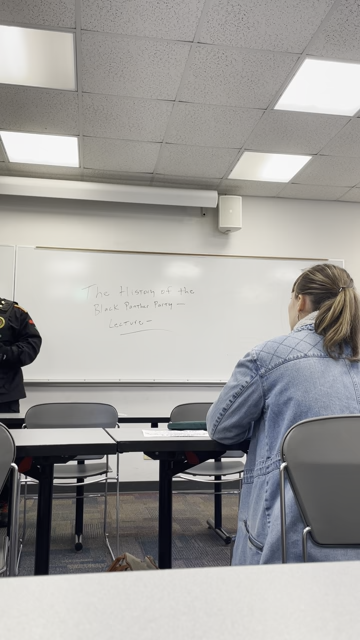 The History of the
Black Panther Party —
Lecture —